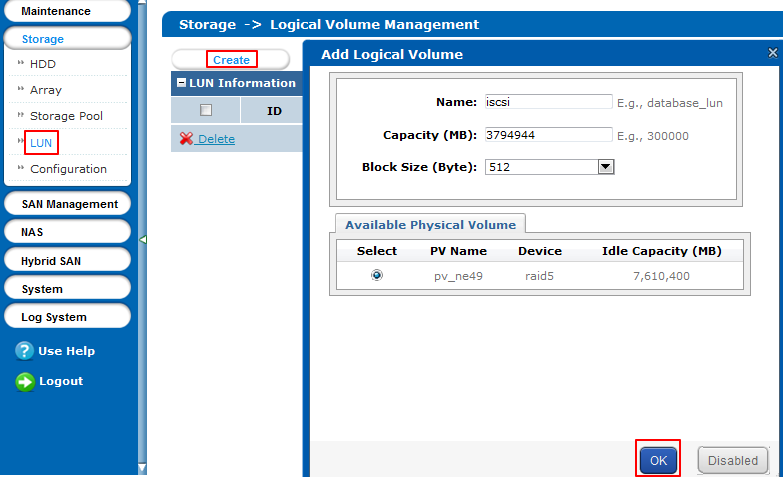 Maintenance
Storage
HDD
Array
Storage Pool
LUN
Configuration
SAN Management
NAS
Hybrid SAN
System
Log System
Use Help
Logout
Storage -> Logical Volume Management
Create
LUN Information
ID
Delete
Add Logical Volume
Name: iscsi E.g., database_lun
Capacity (MB): 3794944 E.g., 300000
Block Size (Byte): 512
Available Physical Volume
Select PV Name Device Idle Capacity (MB)
pv_ne49 raid5 7,610,400
OK Disabled